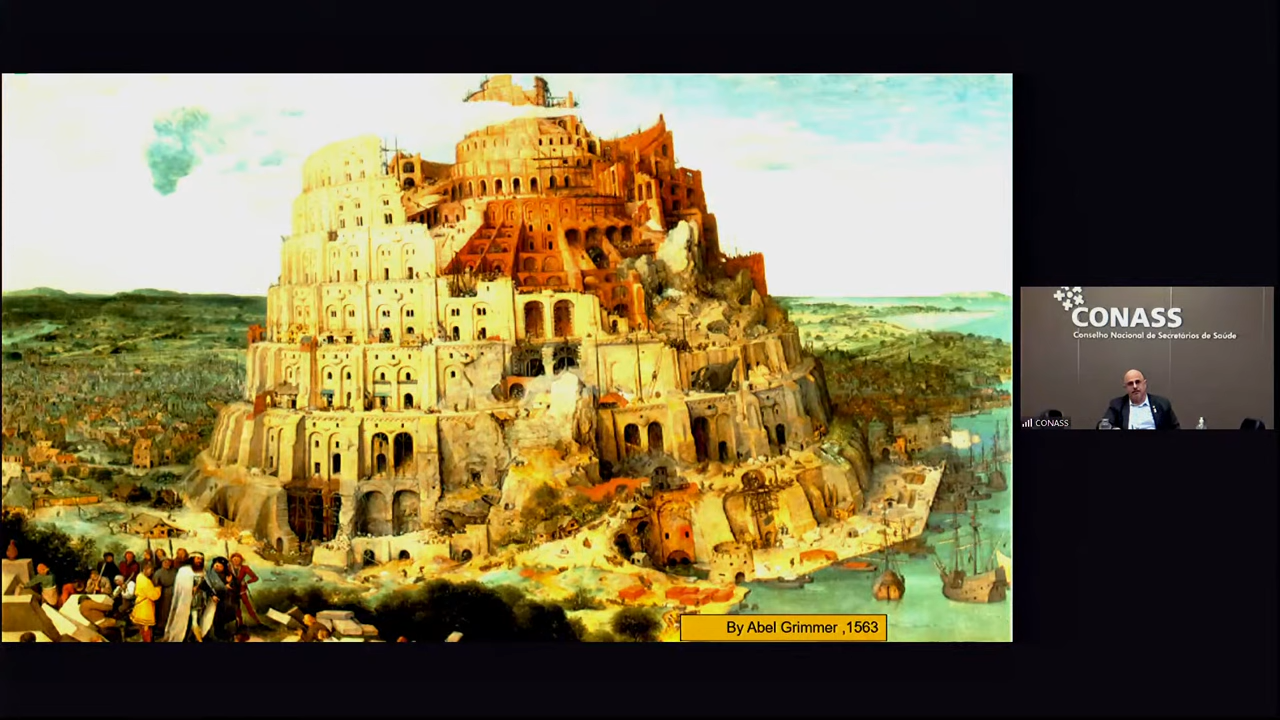 By Abel Grimmer ,1563
CONASS
Conselho Nacional de Secretários de Saúde
CONASS